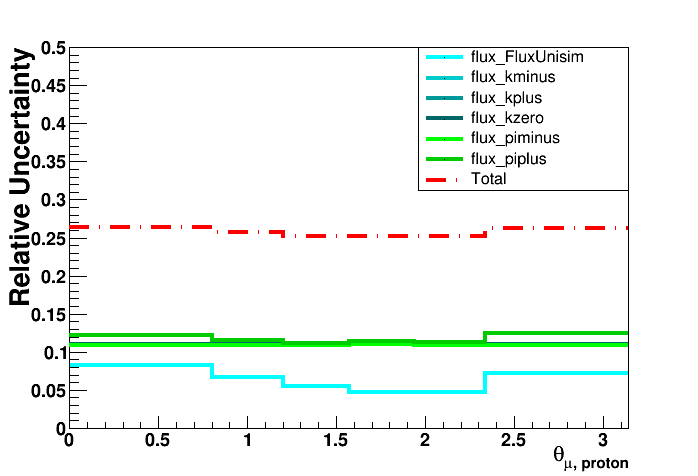 Relative Uncertainty
0.5
0.45
0.4
0.35
0.3
0.25
0.2
0.15
0.1
0.05
0
flux_FluxUnisim
flux_kminus
flux_kplus
flux_kzero
flux_piminus
flux_piplus
Total
0 0.5 1 1.5 2 2.5 3
θμ, proton